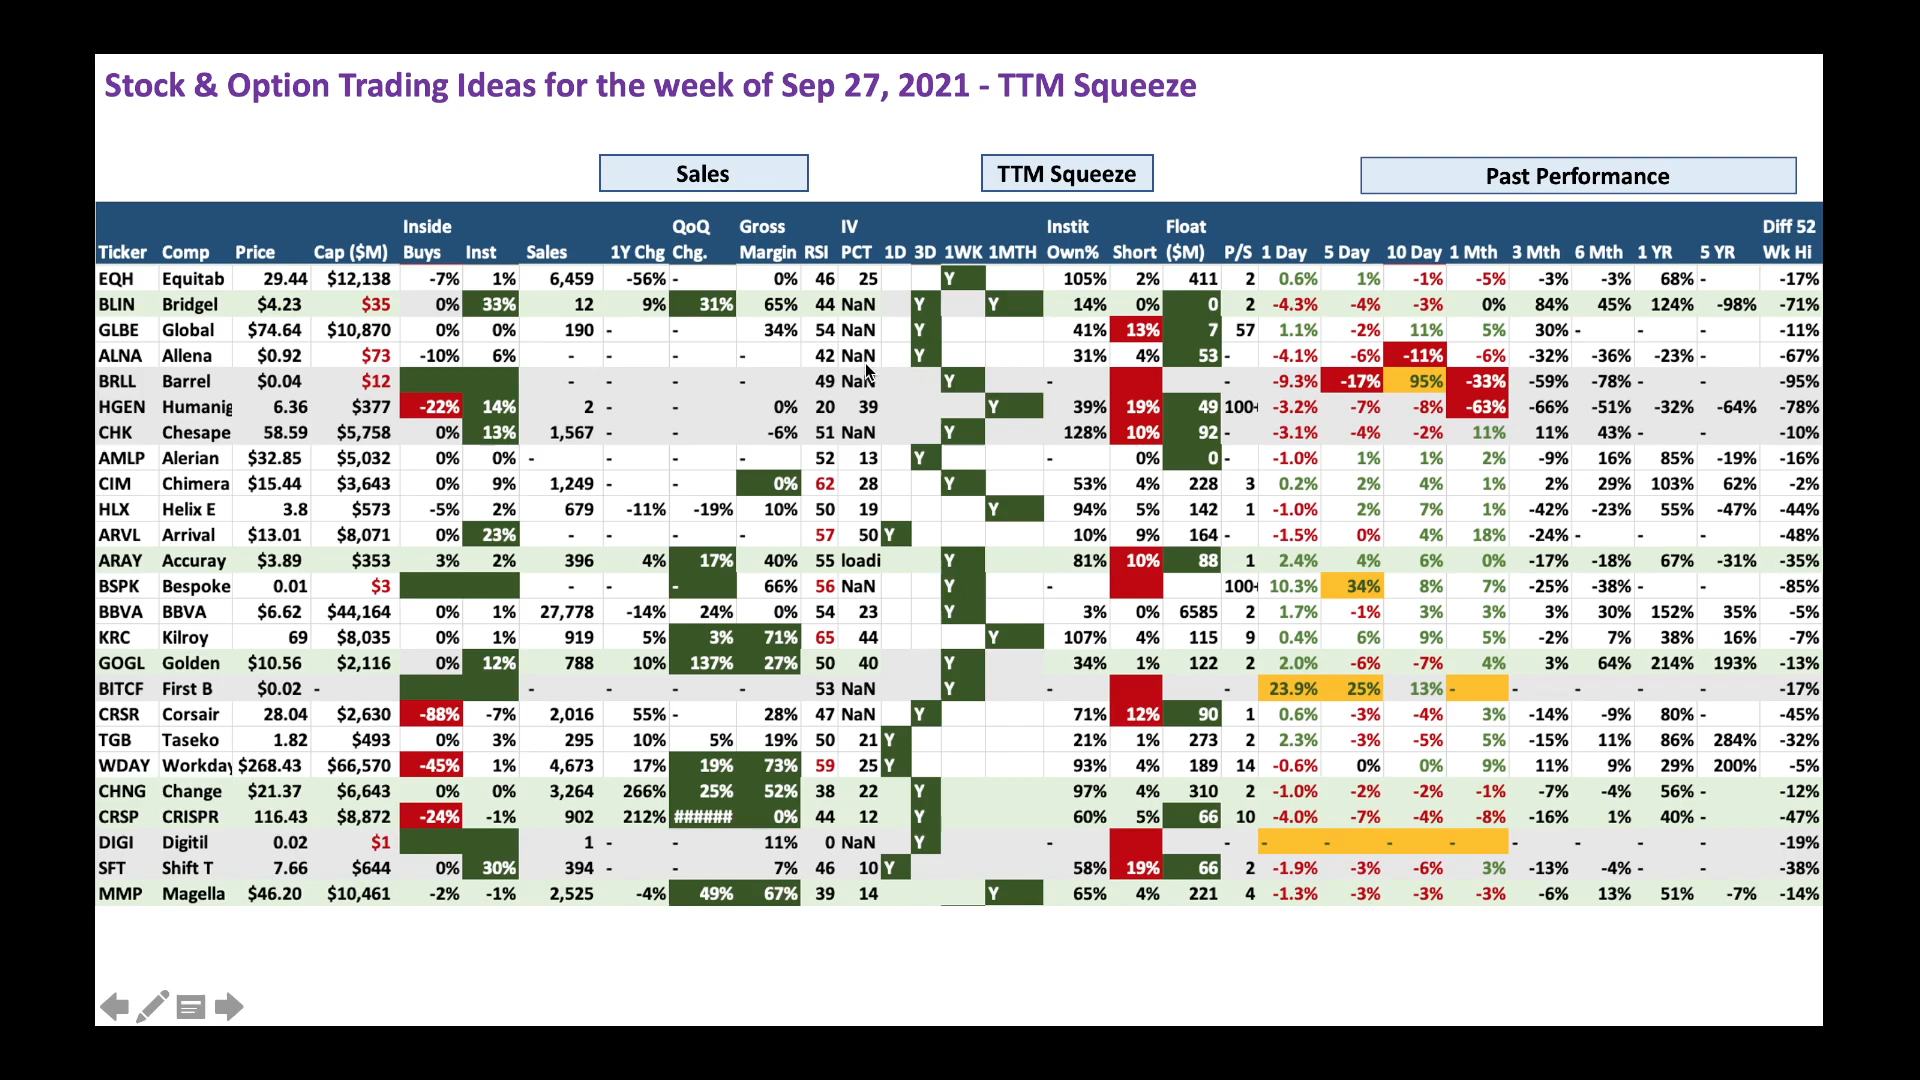 Stock & Option Trading Ideas for the week of Sep 27, 2021 - TTM Squeeze
Sales TTM Squeeze Past Performance
Inside QoQ Gross IV Instit Float Diff 52
Ticker Comp Price Cap ($M) Buys Inst Sales 1Y Chg Chg. Margin RSI PCT 1D 3D 1WK 1MTH Own% Short ($M) P/S 1 Day 5 Day 10 Day 1 Mth 3 Mth 6 Mth 1 YR 5 YR Wk Hi
EQH Equitab 29.44 $12,138 -7% 1% 6,459 -56% - 0% 46 25 Y 105% 2% 411 2 0.6% 1% -1% -5% -3% -3% 68% - -17%
BLIN Bridgel $4.23 $35 0% 33% 12 9% 31% 65% 44 NaN Y Y 14% 0% 0 2 -4.3% -4% -3% 0% 84% 45% 124% -98% -71%
GLBE Global $74.64 $10,870 0% 0% 190 - - 34% 54 NaN Y 41% 13% 7 57 1.1% -2% 11% 5% 30% - - - -11%
ALNA Allena $0.92 $73 -10% 6% - - - - 42 NaN Y 31% 4% 53 - -4.1% -6% -11% -6% -32% -36% -23% - -67%
BRLL Barrel $0.04 $12 - - - - 49 NaN Y - - -9.3% -17% 95% -33% -59% -78% - - -95%
HGEN Humanig 6.36 $377 -22% 14% 2 - - 0% 20 39 Y 39% 19% 49 100+ -3.2% -7% -8% -63% -66% -51% -32% -64% -78%
CHK Chesape 58.59 $5,758 0% 13% 1,567 - - -6% 51 NaN Y 128% 10% 92 - -3.1% -4% -2% 11% 11% 43% - - -10%
AMLP Alerian $32.85 $5,032 0% 0% - - - - 52 13 Y - 0% 0 - -1.0% 1% 1% 2% -9% 16% 85% -19% -16%
CIM Chimera $15.44 $3,643 0% 9% 1,249 - - 0% 62 28 Y 53% 4% 228 3 0.2% 2% 4% 1% 2% 29% 103% 62% -2%
HLX Helix E 3.8 $573 -5% 2% 679 -11% -19% 10% 50 19 Y 94% 5% 142 1 -1.0% 2% 7% 1% -42% -23% 55% -47% -44%
ARVL Arrival $13.01 $8,071 0% 23% - - - - 57 50 Y 10% 9% 164 - -1.5% 0% 4% 18% -24% - - - -48%
ARAY Accuray $3.89 $353 3% 2% 396 4% 17% 40% 55 loadi Y 81% 10% 88 1 2.4% 4% 6% 0% -17% -18% 67% -31% -35%
BSPK Bespoke 0.01 $3 - - - 66% 56 NaN Y - 100+ 10.3% 34% 8% 7% -25% -38% - - -85%
BBVA BBVA $6.62 $44,164 0% 1% 27,778 -14% 24% 0% 54 23 Y 3% 0% 6585 2 1.7% -1% 3% 3% 3% 30% 152% 35% -5%
KRC Kilroy 69 $8,035 0% 1% 919 5% 3% 71% 65 44 Y 107% 4% 115 9 0.4% 6% 9% 5% -2% 7% 38% 16% -7%
GOGL Golden $10.56 $2,116 0% 12% 788 10% 137% 27% 50 40 Y 34% 1% 122 2 2.0% -6% -7% 4% 3% 64% 214% 193% -13%
BITCF First B $0.02 - - - - - 53 NaN Y - - 23.9% 25% 13% - - - - - -17%
CRSR Corsair 28.04 $2,630 -88% -7% 2,016 55% - 28% 47 NaN Y 71% 12% 90 1 0.6% -3% -4% 3% -14% -9% 80% - -45%
TGB Taseko 1.82 $493 0% 3% 295 10% 5% 19% 50 21 Y 21% 1% 273 2 2.3% -3% -5% 5% -15% 11% 86% 284% -32%
WDAY Workday $268.43 $66,570 -45% 1% 4,673 17% 19% 73% 59 25 Y 93% 4% 189 14 -0.6% 0% 0% 9% 11% 9% 29% 200% -5%
CHNG Change $21.37 $6,643 0% 0% 3,264 266% 25% 52% 38 22 Y 97% 4% 310 2 -1.0% -2% -2% -1% -7% -4% 56% - -12%
CRSP CRISPR 116.43 $8,872 -24% -1% 902 212% ###### 0% 44 12 Y 60% 5% 66 10 -4.0% -7% -4% -8% -16% 1% 40% - -47%
DIGI Digitil 0.02 $1 1 - - 11% 0 NaN Y - - - - - - - - - - -19%
SFT Shift T 7.66 $644 0% 30% 394 - - 7% 46 10 Y 58% 19% 66 2 -1.9% -3% -6% 3% -13% -4% - - -38%
MMP Magella $46.20 $10,461 -2% -1% 2,525 -4% 49% 67% 39 14 Y 65% 4% 221 4 -1.3% -3% -3% -3% -6% 13% 51% -7% -14%